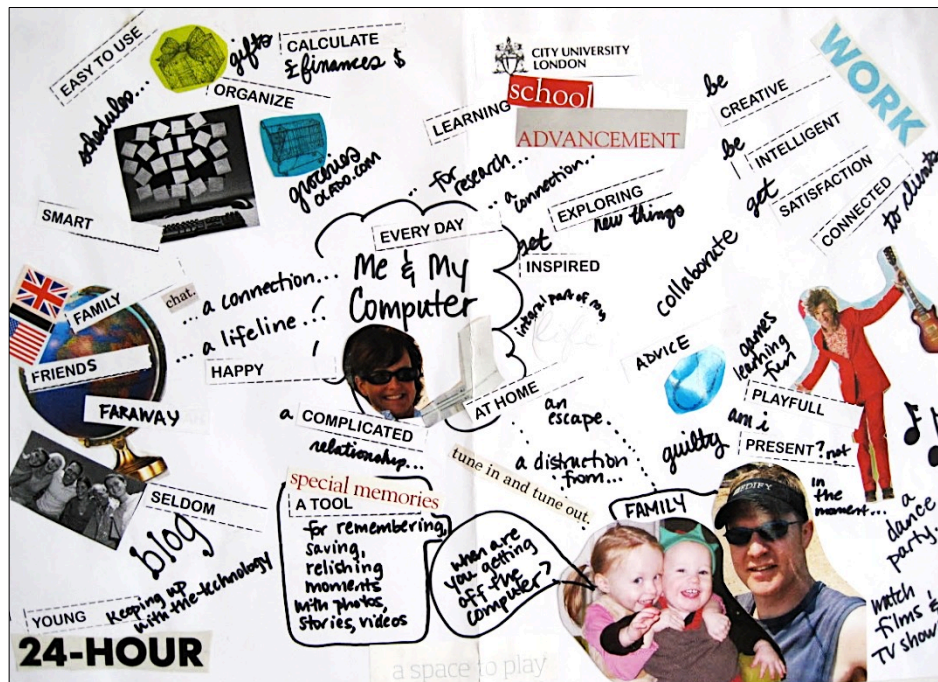 EASY TO USE
schedules...
gifts
CALCULATE
£ finances $
ORGANIZE
groceries
OCADO.COM
SMART
CITY UNIVERSITY
LONDON
school
LEARNING
ADVANCEMENT
.. for
research...
.. a
connection..
EXPLORING
new things
get
INSPIRED
integral part of my
life
WORK
be
CREATIVE
be
INTELLIGENT
get
SATISFACTION
CONNECTED
to clients
collaborate
EVERY DAY
Me & My
Computer
chat.
... a connection...
... a lifeline...
FAMILY
FRIENDS
FARAWAY
HAPPY
a
COMPLICATED
relationship...
AT HOME
an
escape.
a distruction
from...
tune in and tune out.
ADVICE
games
learning
fun
PLAYFULL
guilty
am i
PRESENT? not
in the
moment...
a
dance
party.
watch
films &
TV show
SELDOM
blog
YOUNG
keeping up
with the technology
24-HOUR
special memories
A TOOL
for remembering,
saving,
relishing
moments
with photos,
stories, videos
when are
you getting
off the
computer?
FAMILY
a space to play